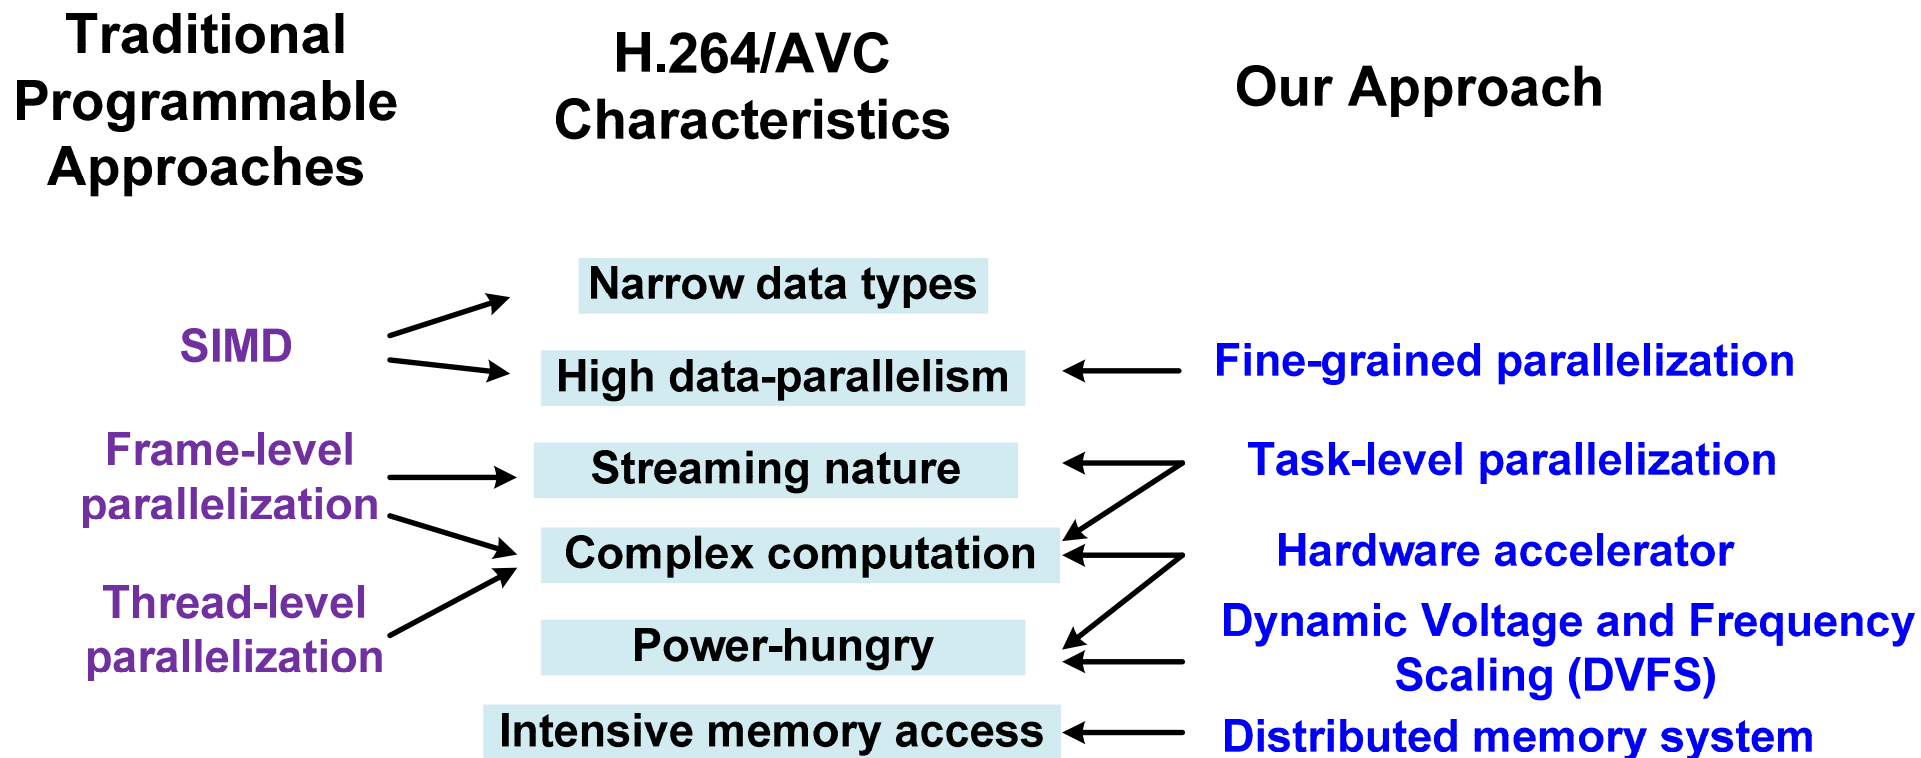 Traditional
Programmable
Approaches
H.264/AVC
Characteristics
Our Approach
Narrow data types
SIMD
High data-parallelism
Fine-grained parallelization
Frame-level
parallelization
Streaming nature
Task-level parallelization
Complex computation
Hardware accelerator
Thread-level
parallelization
Power-hungry
Dynamic Voltage and Frequency
Scaling (DVFS)
Intensive memory access
Distributed memory system